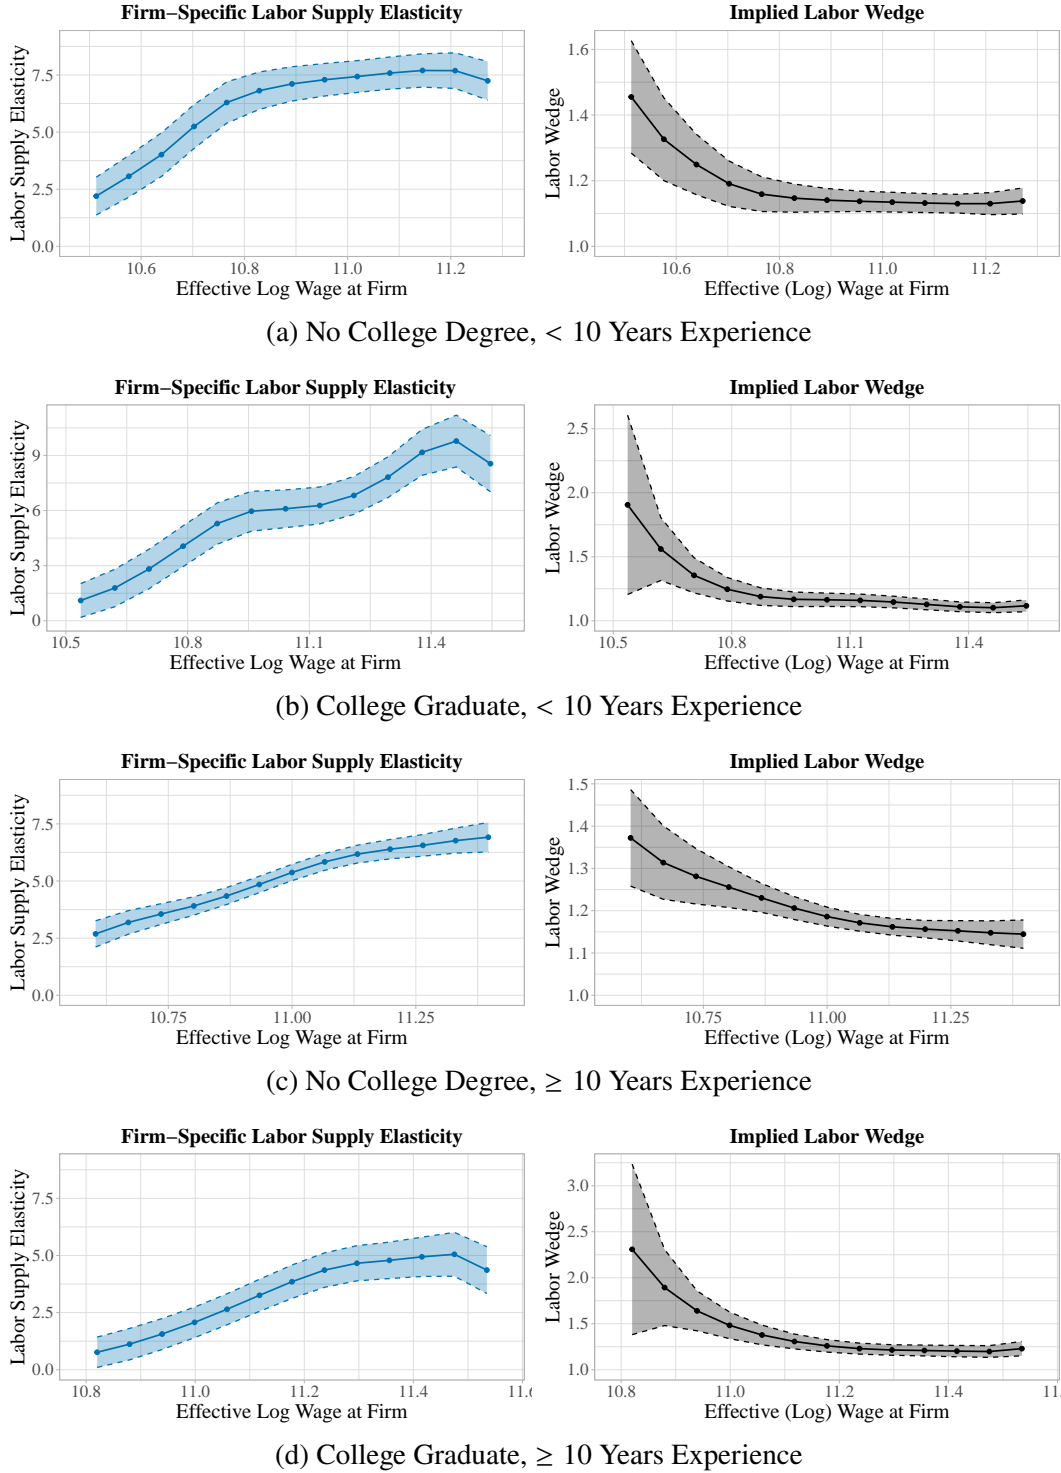 Firm−Specific Labor Supply Elasticity
Implied Labor Wedge
Labor Supply Elasticity
7.5
5.0
2.5
0.0
10.6 10.8 11.0 11.2
Effective Log Wage at Firm
Labor Wedge
1.6
1.4
1.2
1.0
10.6 10.8 11.0 11.2
Effective (Log) Wage at Firm
(a) No College Degree, < 10 Years Experience
Firm−Specific Labor Supply Elasticity
Implied Labor Wedge
Labor Supply Elasticity
9
6
3
0
10.5 10.8 11.1 11.4
Effective Log Wage at Firm
Labor Wedge
2.5
2.0
1.5
1.0
10.5 10.8 11.1 11.4
Effective (Log) Wage at Firm
(b) College Graduate, < 10 Years Experience
Firm−Specific Labor Supply Elasticity
Implied Labor Wedge
Labor Supply Elasticity
7.5
5.0
2.5
0.0
10.75 11.00 11.25
Effective Log Wage at Firm
Labor Wedge
1.5
1.4
1.3
1.2
1.1
1.0
10.75 11.00 11.25
Effective (Log) Wage at Firm
(c) No College Degree, ≥ 10 Years Experience
Firm−Specific Labor Supply Elasticity
Implied Labor Wedge
Labor Supply Elasticity
7.5
5.0
2.5
0.0
10.8 11.0 11.2 11.4
Effective Log Wage at Firm
Labor Wedge
3.0
2.5
2.0
1.5
1.0
10.8 11.0 11.2 11.4
Effective (Log) Wage at Firm
(d) College Graduate, ≥ 10 Years Experience